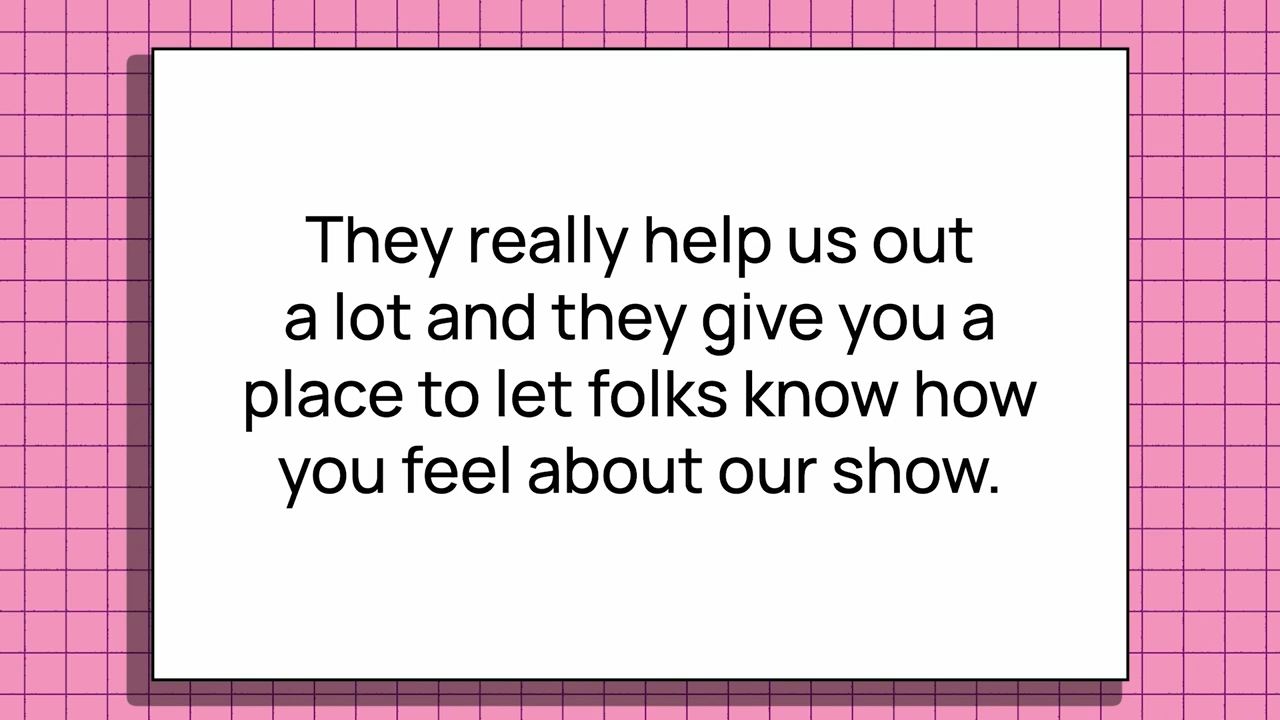 They really help us out
a lot and they give you a
place to let folks know how
you feel about our show.